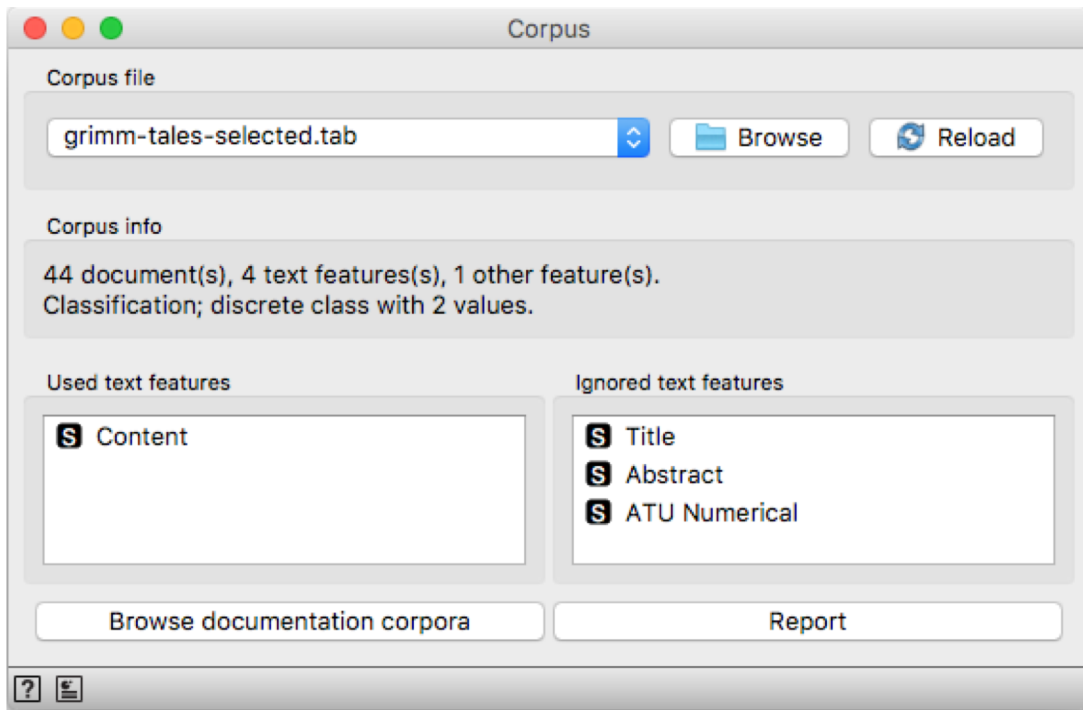 Corpus
Corpus file
grimm-tales-selected.tab
Browse
Reload
Corpus info
44 document(s), 4 text features(s), 1 other feature(s).
Classification; discrete class with 2 values.
Used text features
Ignored text features
S Content
S Title
S Abstract
S ATU Numerical
Browse documentation corpora
Report
?